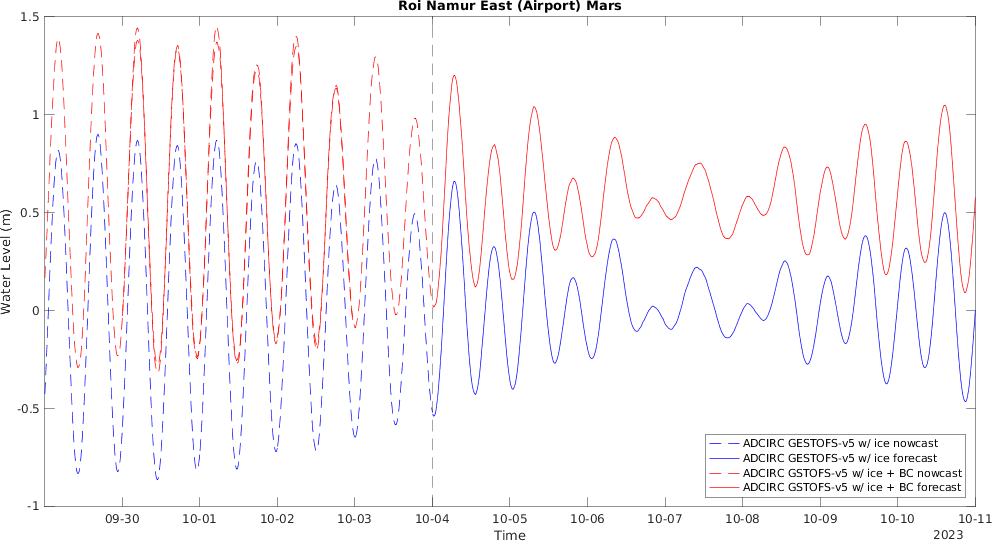 Roi Namur East (Airport) Mars
Water Level (m)
1.5
1
0.5
0
-0.5
-1
09-30 10-01 10-02 10-03 10-04 10-05 10-06 10-07 10-08 10-09 10-10 10-11
Time
2023
ADCIRC GESTOFS-v5 w/ ice nowcast
ADCIRC GESTOFS-v5 w/ ice forecast
ADCIRC GSTOFS-v5 w/ ice + BC nowcast
ADCIRC GSTOFS-v5 w/ ice + BC forecast